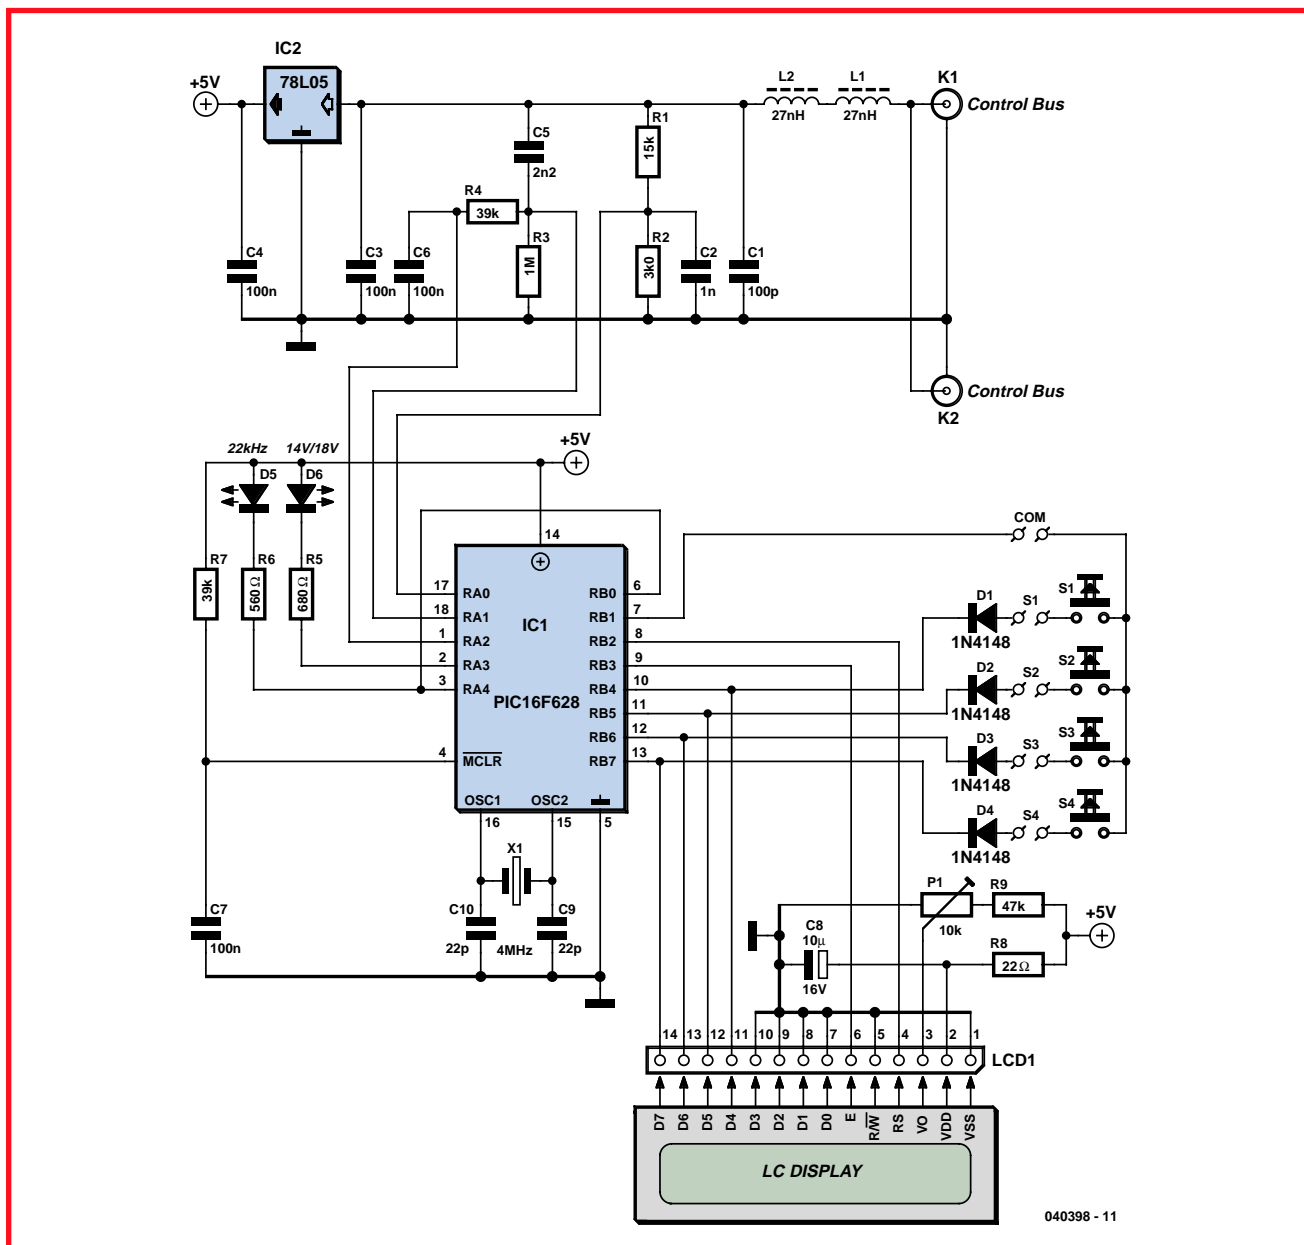 IC2
+5V
78L05
L2
L1
K1
27nH
27nH
Control Bus
R1
15k
C5
2n2
R4
39k
R3
1M
R2
3k0
C4
100n
C3
100n
C6
100n
C2
1n
C1
100p
Control Bus
K2
22kHz
14V/18V
+5V
D5
D6
R7
39k
R6
560Ω
R5
680Ω
14
COM
17
RA0
RB0
6
18
RA1
RB1
7
1
RA2
RB2
8
2
RA3
RB3
9
3
RA4
RB4
10
RB5
11
RB6
12
4
MCLR
RB7
13
IC1
PIC16F628
OSC1
OSC2
16
15
5
D1
S1
S1
1N4148
D2
S2
S2
1N4148
D3
S3
S3
1N4148
D4
S4
S4
1N4148
X1
C10
22p
4MHz
C9
22p
C7
100n
P1
10k
R9
47k
+5V
C8
10µ
16V
R8
22Ω
14 13 12 11 10 9 8 7 6 5 4 3 2 1
LCD1
D7 D6 D5 D4 D3 D2 D1 D0 E R/W RS VO VDD VSS
LC DISPLAY
040398 - 11